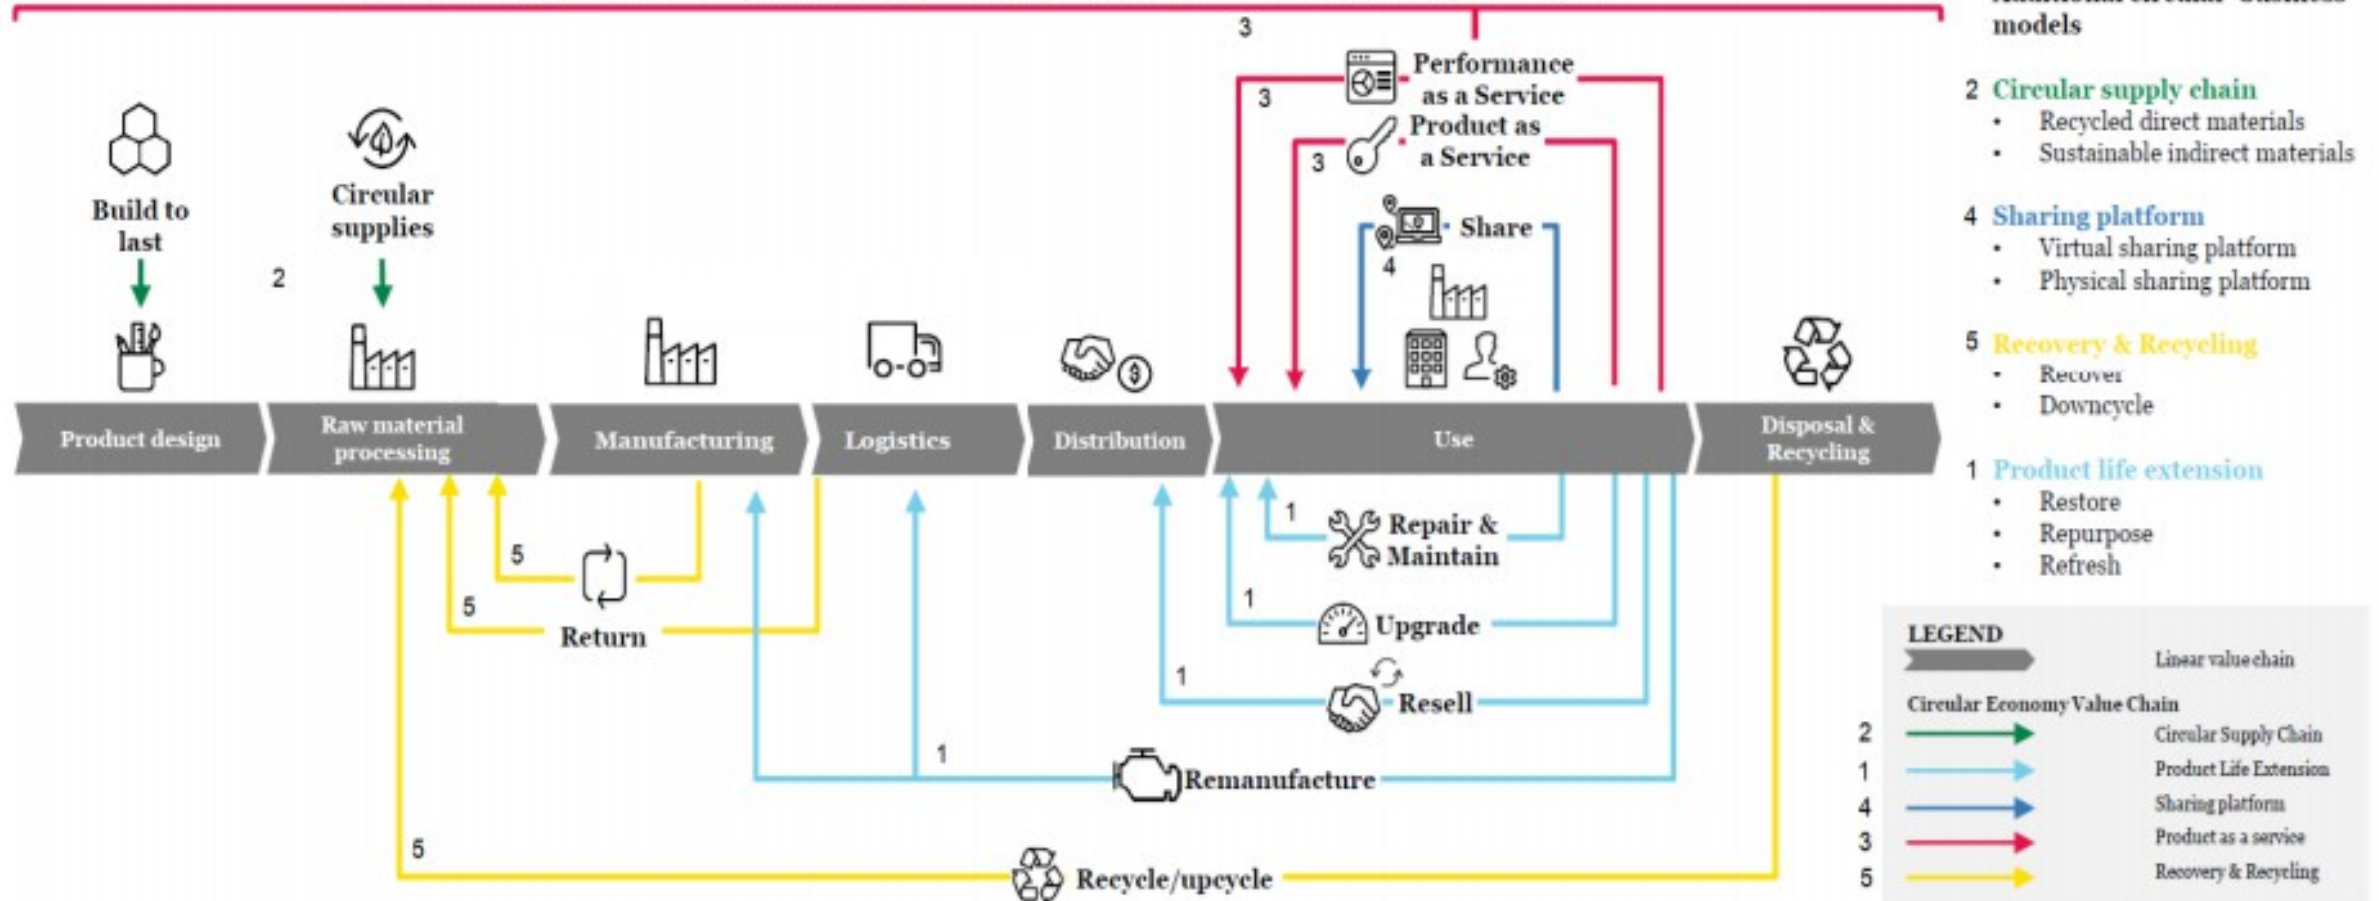 models
3
Performance
as a Service
3
Product as
a Service
3
Share
4
Build to
last
Circular
supplies
2
Product design
Raw material
processing
Manufacturing
Logistics
Distribution
Use
Disposal &
Recycling
1
Repair &
Maintain
5
5
Return
1
Upgrade
1
Resell
1
Remanufacture
5
Recycle/upcycle
2 Circular supply chain
• Recycled direct materials
• Sustainable indirect materials
4 Sharing platform
• Virtual sharing platform
• Physical sharing platform
5 Recovery & Recycling
• Recover
• Downcycle
1 Product life extension
• Restore
• Repurpose
• Refresh
LEGEND
Linear value chain
Circular Economy Value Chain
2 Circular Supply Chain
1 Product Life Extension
4 Sharing platform
3 Product as a service
5 Recovery & Recycling